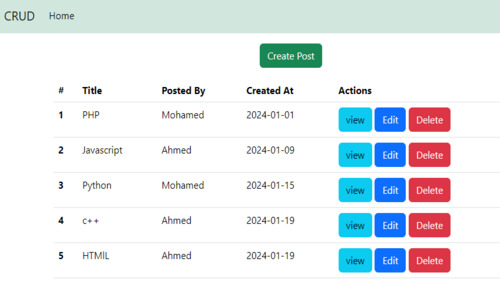 CRUD Home
Create Post
# Title Posted By Created At Actions
1 PHP Mohamed 2024-01-01 view Edit Delete
2 Javascript Ahmed 2024-01-09 view Edit Delete
3 Python Mohamed 2024-01-15 view Edit Delete
4 c++ Ahmed 2024-01-19 view Edit Delete
5 HTMlL Ahmed 2024-01-19 view Edit Delete